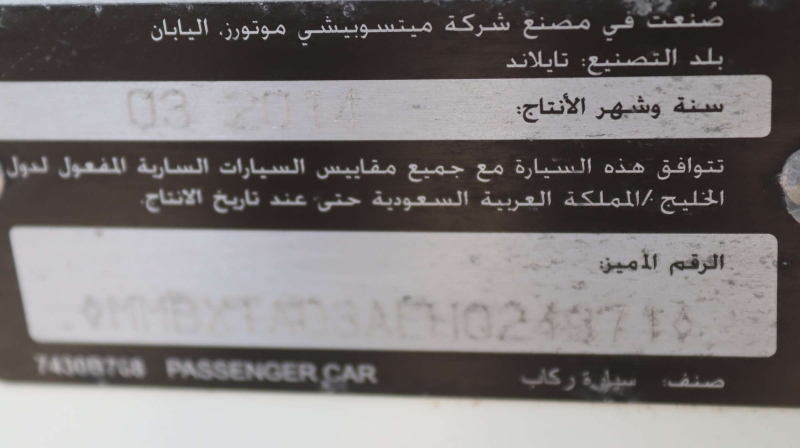 صُنعت في مصنع شركة ميتسوبيشي موتورز، اليابان
بلد التصنيع: تايلاند
سنة وشهر الأنتاج: 03 2014
تتوافق هذه السيارة مع جميع مقاييس السيارات السارية المفعول لدول
الخليج /المملكة العربية السعودية حتى عند تاريخ الانتاج.
الرقم المميز:
صنف: سيارة ركاب PASSENGER CAR 7430B768